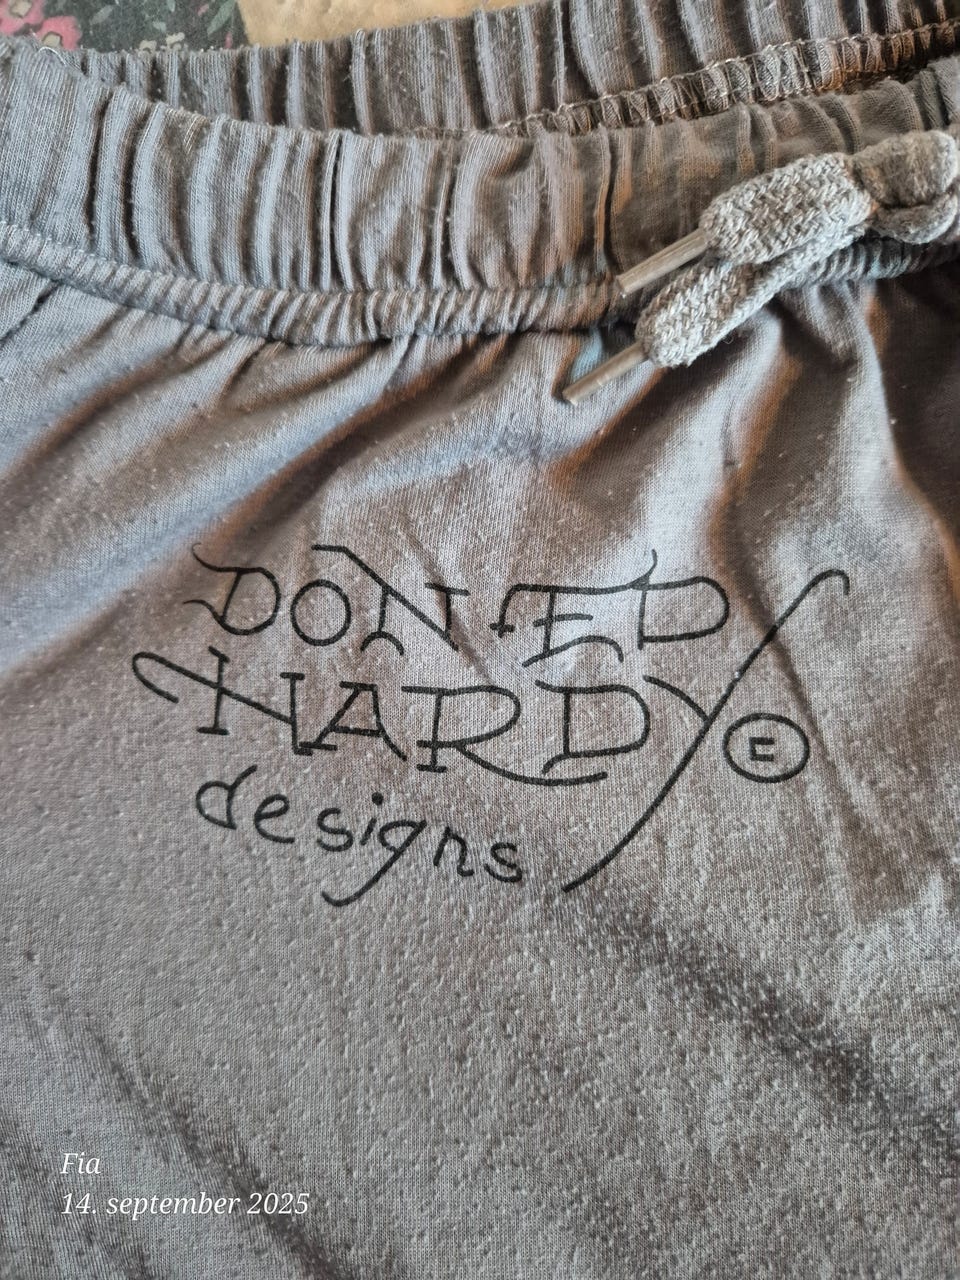 DON ED
HARDY
E
designs
Fia
14. september 2025